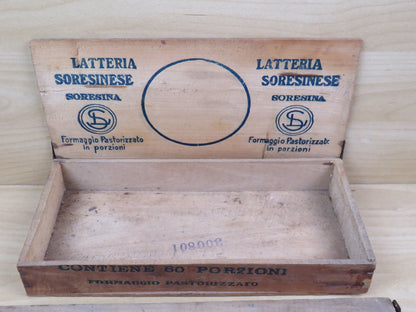 LATTERIA
SORESINESE
SORESINA
Formaggio Pastorizzato
in porzioni
LATTERIA
SORESINESE
SORESINA
Formaggio Pastorizzato
in porzioni
CONTIENE 60 PORZIONI
FORMAGGIO PASTORIZZATO